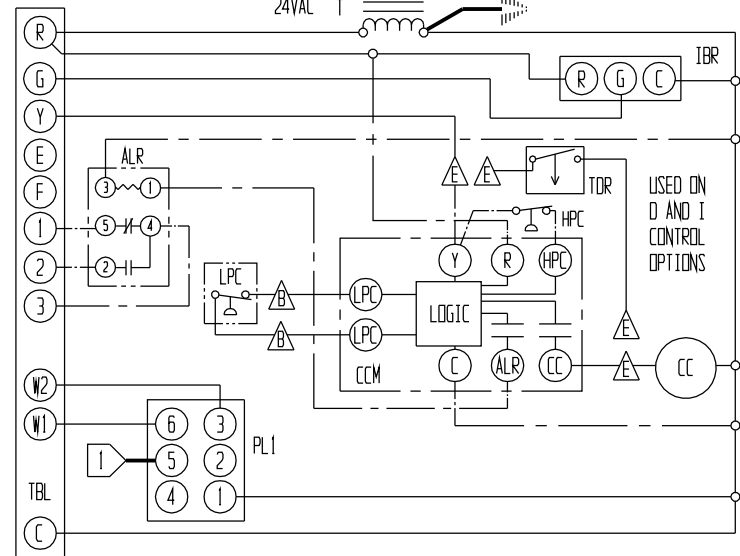 24VAC T
R
IBR
G
R G C
Y
E
ALR
E E
3 1
TOR
F
USED ON
D AND I
CONTROL
OPTIONS
1
5 4
HPC
2
2
Y R HPC
LPC
3
B
LPC
LOGIC
E
B
LPC
C ALR CC
E
CC
CCM
W2
W1
6 3
PL1
1
5 2
4 1
TBL
C